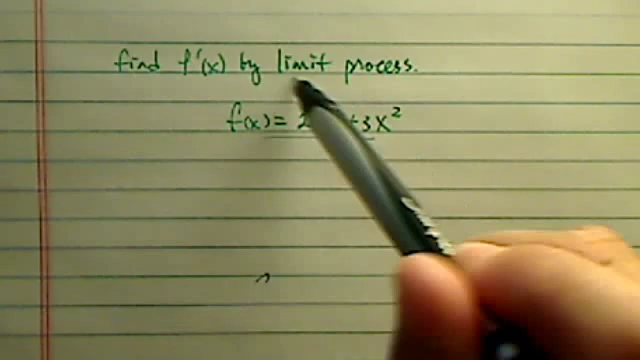 find f'(x) by limit process.
f(x) = 2 +3x²